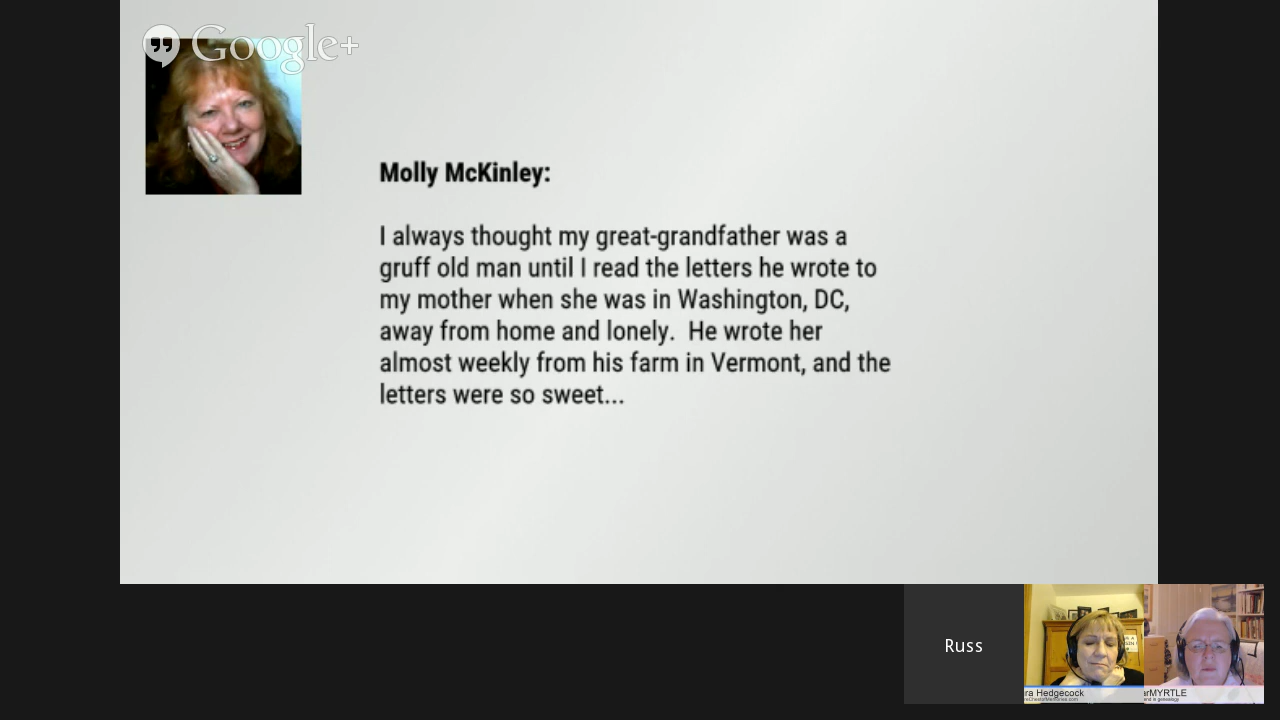 Google+
Molly McKinley:
I always thought my great-grandfather was a
gruff old man until I read the letters he wrote to
my mother when she was in Washington, DC,
away from home and lonely.  He wrote her
almost weekly from his farm in Vermont, and the
letters were so sweet...
Russ
ra Hedgecock
arMYRTLE